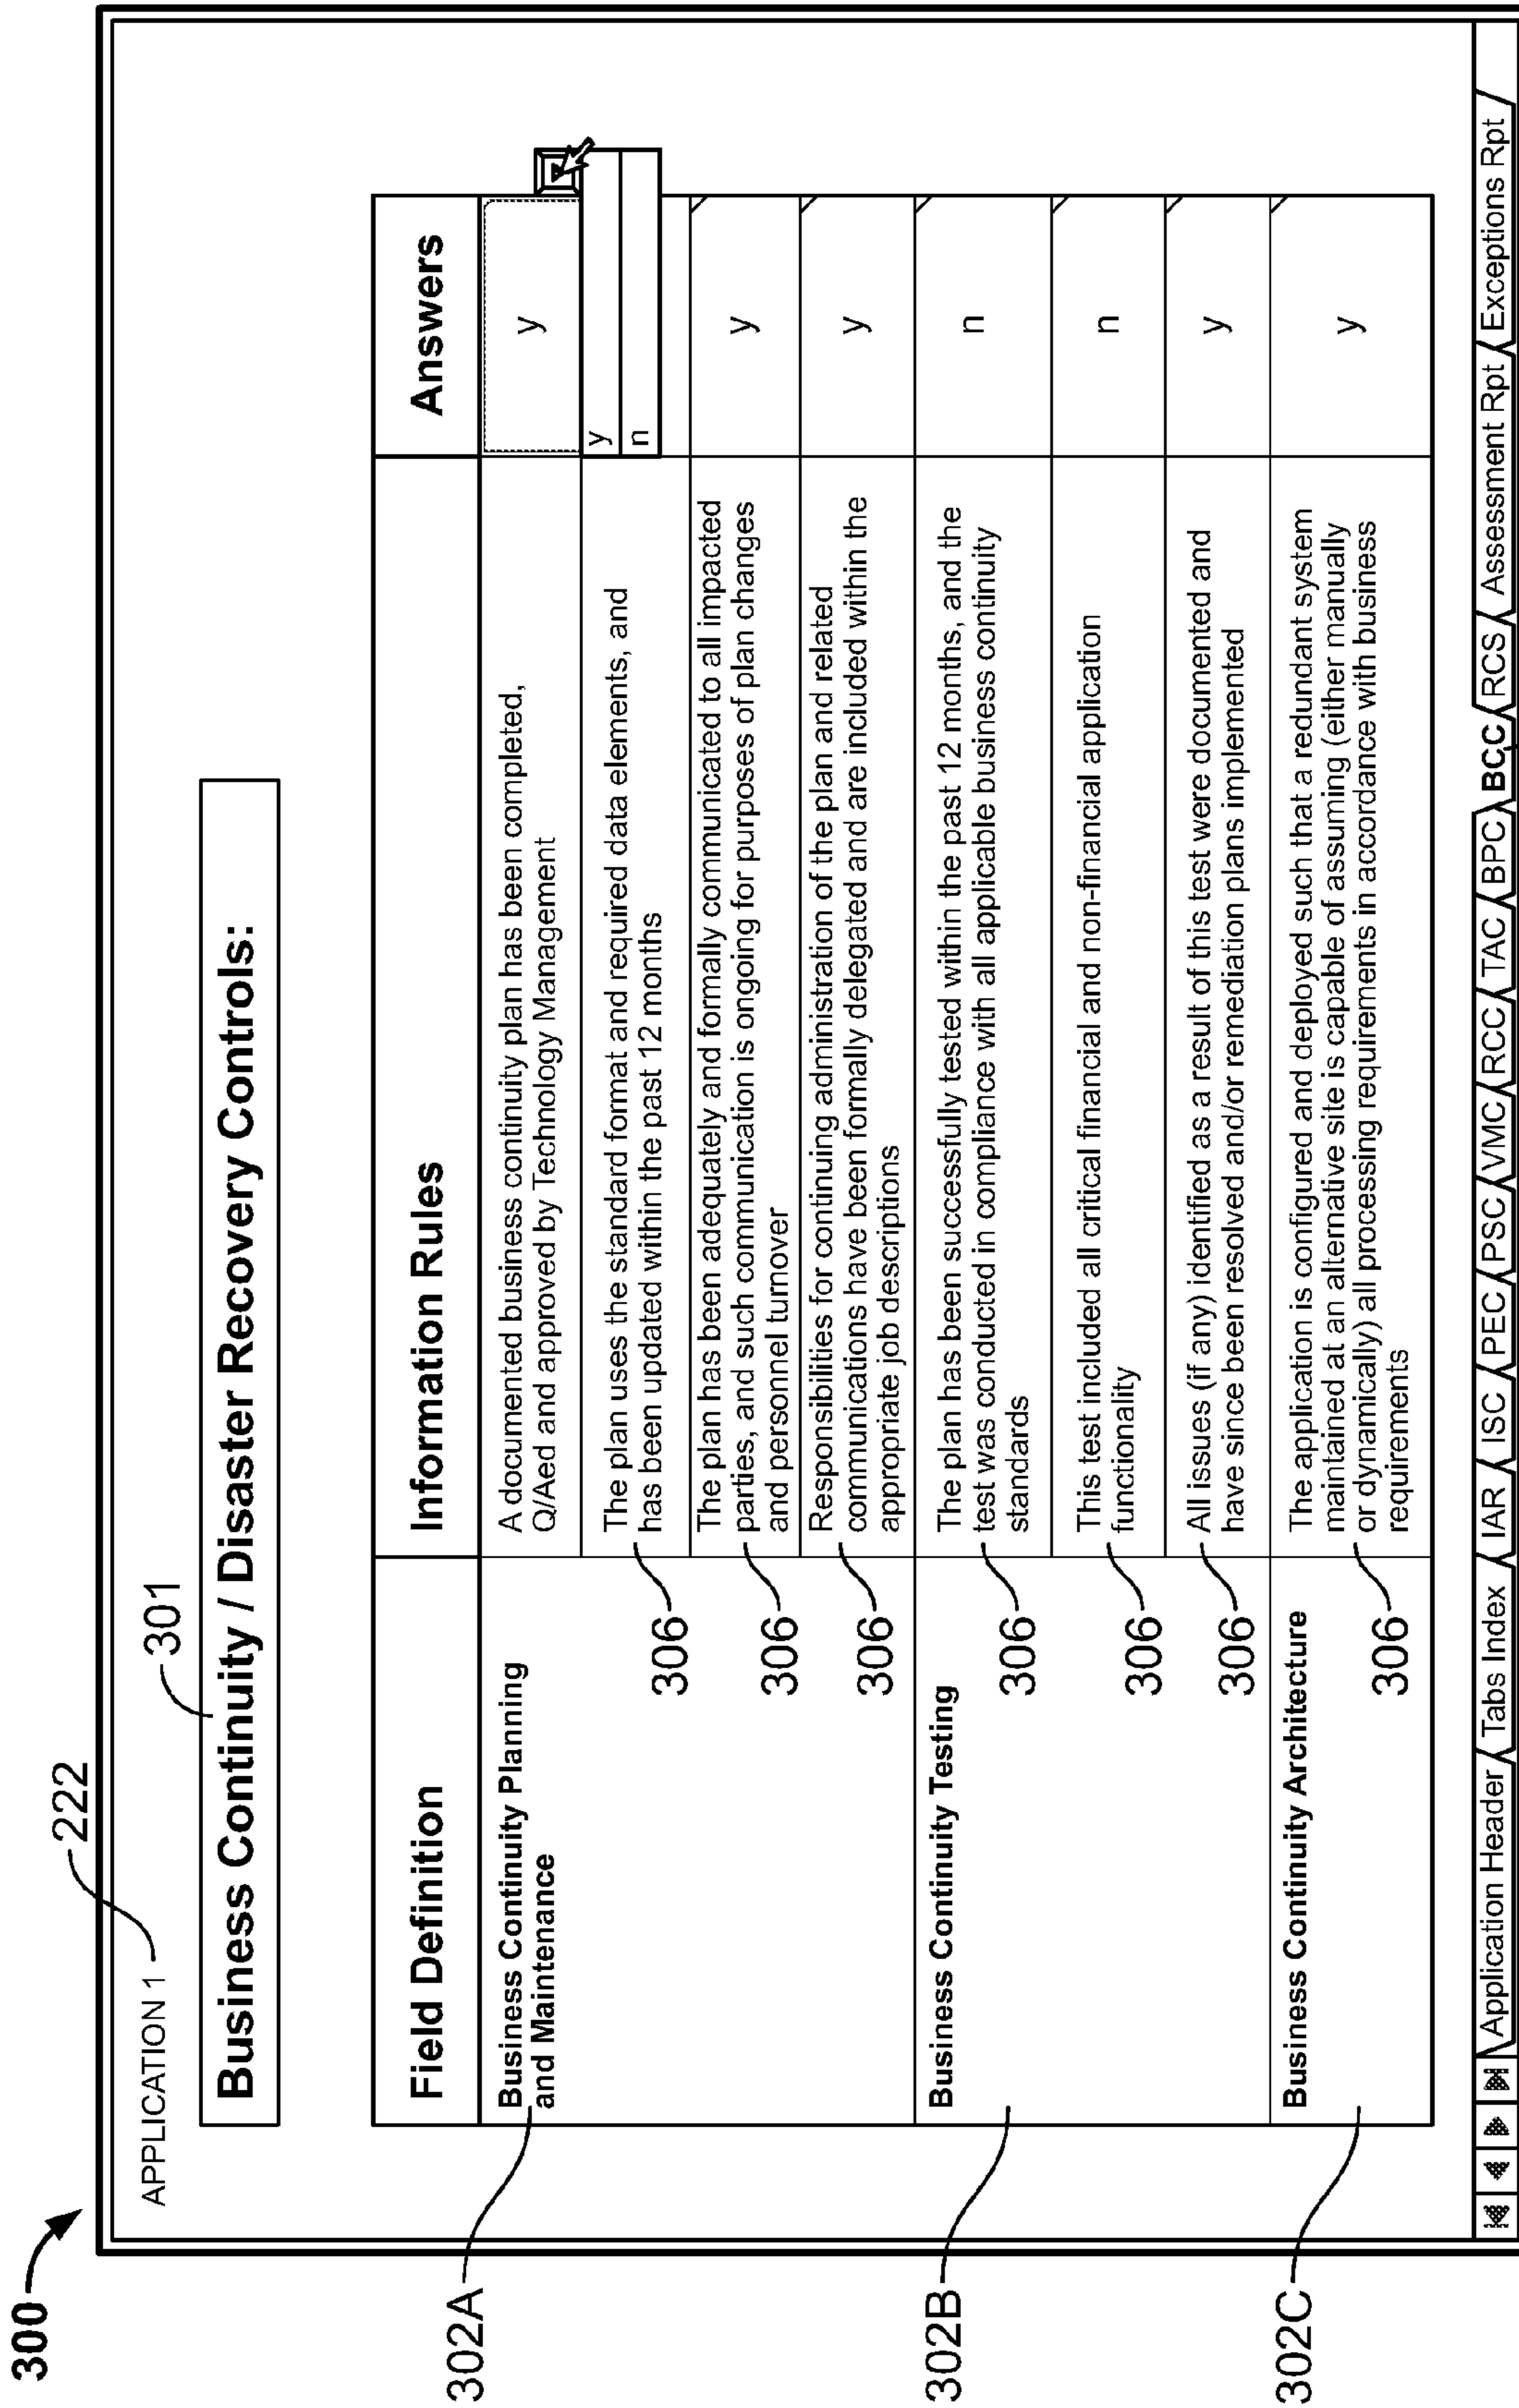 300
222
APPLICATION 1
301
Business Continuity / Disaster Recovery Controls:
Field Definition
Information Rules
Answers
302A
Business Continuity Planning
and Maintenance
A documented business continuity plan has been completed,
Q/Aed and approved by Technology Management
y
y
n
306
The plan uses the standard format and required data elements, and
has been updated within the past 12 months
306
The plan has been adequately and formally communicated to all impacted
parties, and such communication is ongoing for purposes of plan changes
and personnel turnover
y
306
Responsibilities for continuing administration of the plan and related
communications have been formally delegated and are included within the
appropriate job descriptions
y
302B
Business Continuity Testing
306
The plan has been successfully tested within the past 12 months, and the
test was conducted in compliance with all applicable business continuity
standards
n
306
This test included all critical financial and non-financial application
functionality
n
306
All issues (if any) identified as a result of this test were documented and
have since been resolved and/or remediation plans implemented
y
302C
Business Continuity Architecture
306
The application is configured and deployed such that a redundant system
maintained at an alternative site is capable of assuming (either manually
or dynamically) all processing requirements in accordance with business
requirements
y
Application Header Tabs Index IAR ISC PEC PSC VMC RCC TAC BPC BCC RCS Assessment Rpt Exceptions Rpt